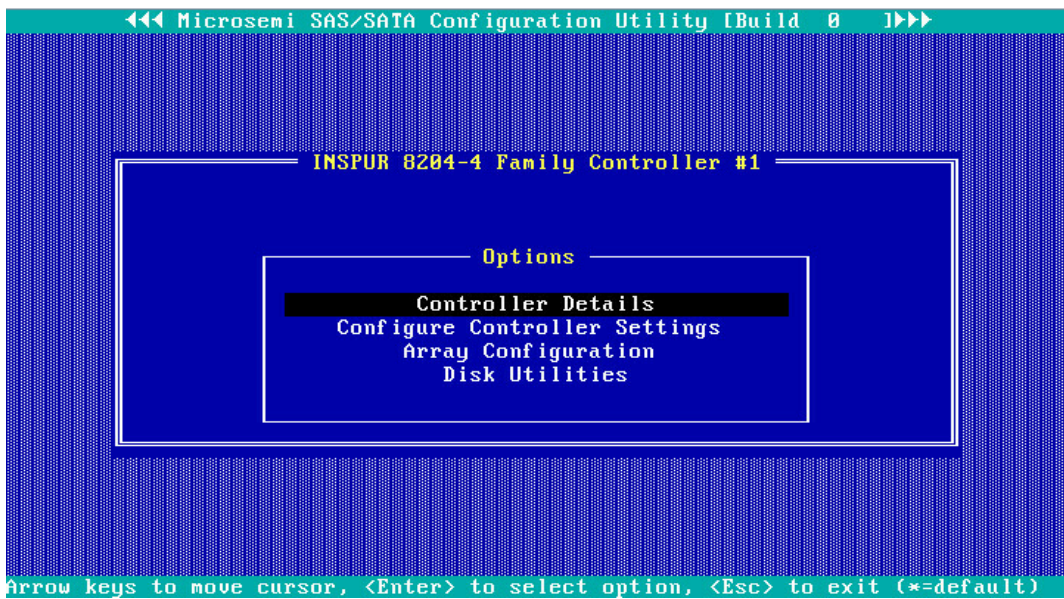 Microsemi SAS/SATA Configuration Utility [Build 0 ]
INSPUR 8204-4 Family Controller #1
Options
Controller Details
Configure Controller Settings
Array Configuration
Disk Utilities
Arrow keys to move cursor, <Enter> to select option, <Esc> to exit (*=default)